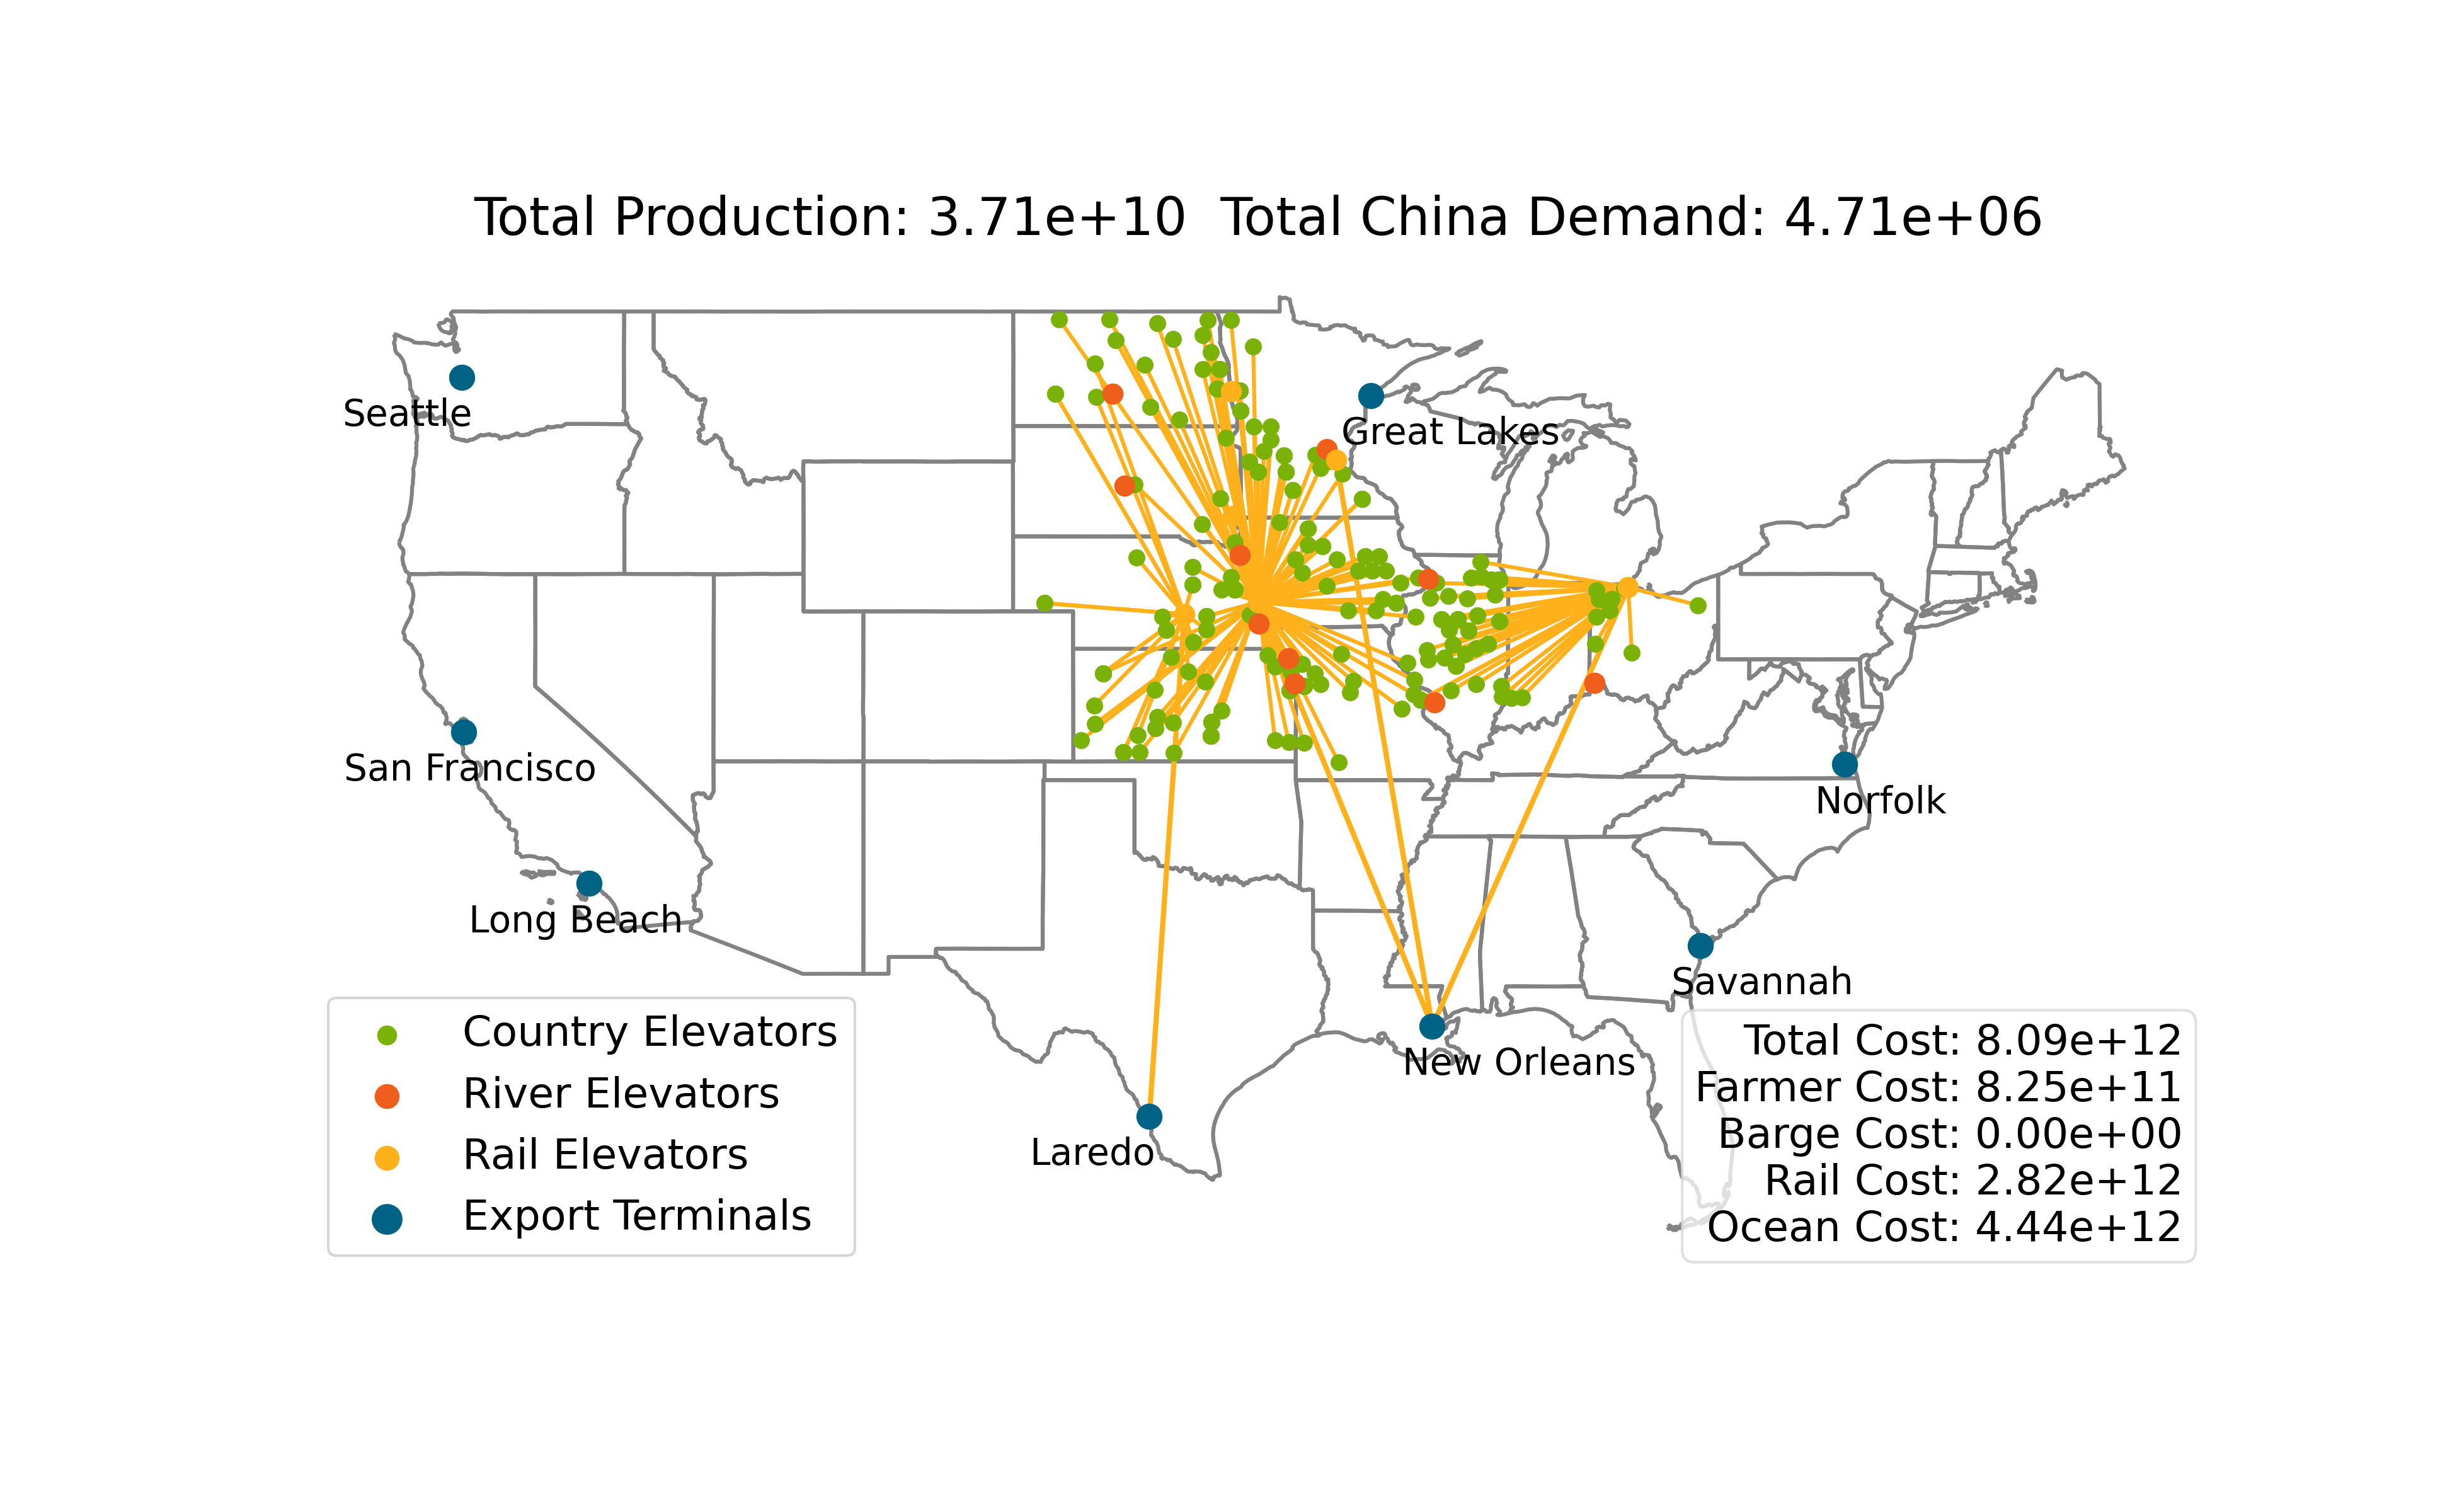 Total Production: 3.71e+10  Total China Demand: 4.71e+06
Seattle
Great Lakes
San Francisco
Norfolk
Long Beach
Savannah
New Orleans
Laredo
Country Elevators
River Elevators
Rail Elevators
Export Terminals
Total Cost: 8.09e+12
Farmer Cost: 8.25e+11
Barge Cost: 0.00e+00
Rail Cost: 2.82e+12
Ocean Cost: 4.44e+12